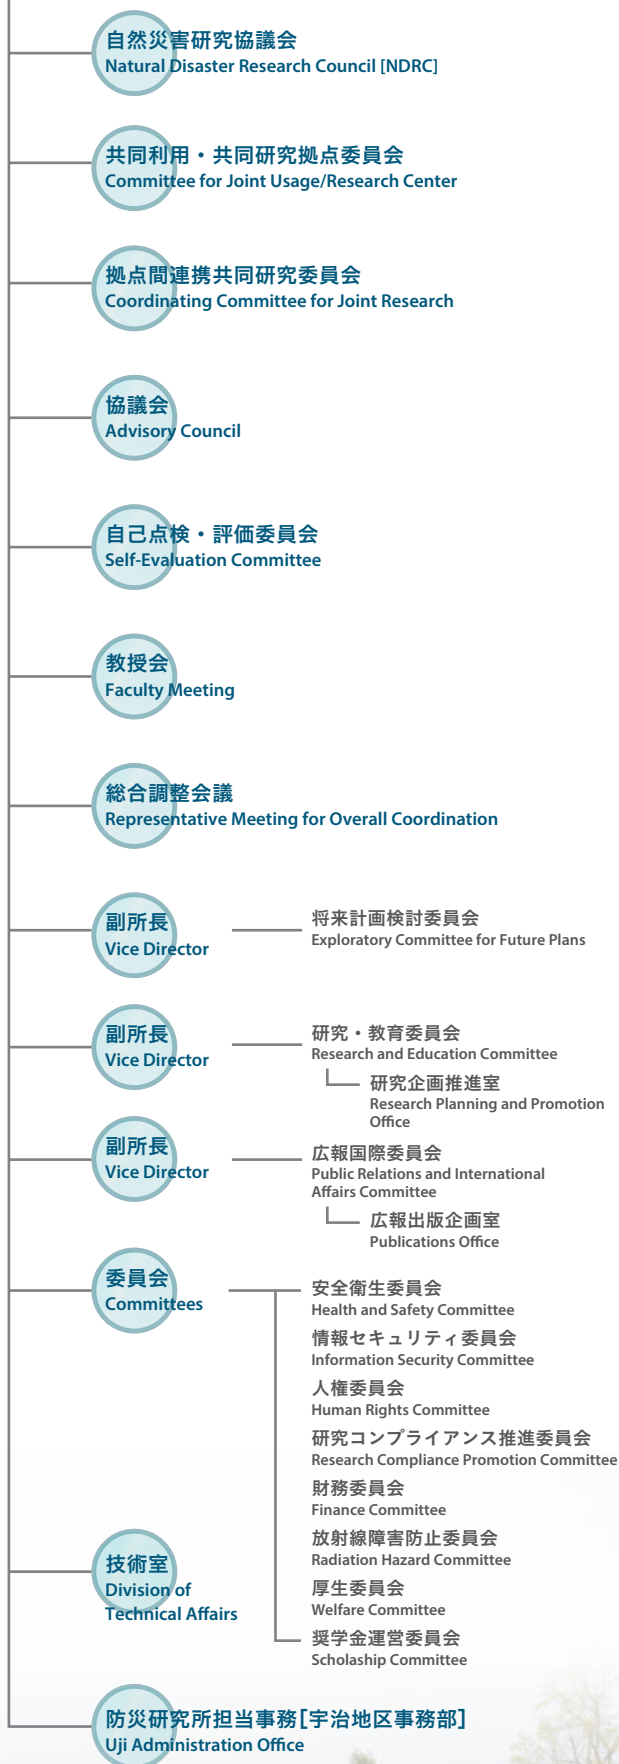 自然災害研究協議会
Natural Disaster Research Council [NDRC]
共同利用・共同研究拠点委員会
Committee for Joint Usage/Research Center
拠点間連携共同研究委員会
Coordinating Committee for Joint Research
協議会
Advisory Council
自己点検・評価委員会
Self-Evaluation Committee
教授会
Faculty Meeting
総合調整会議
Representative Meeting for Overall Coordination
副所長
Vice Director
将来計画検討委員会
Exploratory Committee for Future Plans
副所長
Vice Director
研究・教育委員会
Research and Education Committee
研究企画推進室
Research Planning and Promotion
Office
副所長
Vice Director
広報国際委員会
Public Relations and International
Affairs Committee
広報出版企画室
Publications Office
委員会
Committees
安全衛生委員会
Health and Safety Committee
情報セキュリティ委員会
Information Security Committee
人権委員会
Human Rights Committee
研究コンプライアンス推進委員会
Research Compliance Promotion Committee
財務委員会
Finance Committee
放射線障害防止委員会
Radiation Hazard Committee
厚生委員会
Welfare Committee
奨学金運営委員会
Scholaship Committee
技術室
Division of
Technical Affairs
防災研究所担当事務[宇治地区事務部]
Uji Administration Office